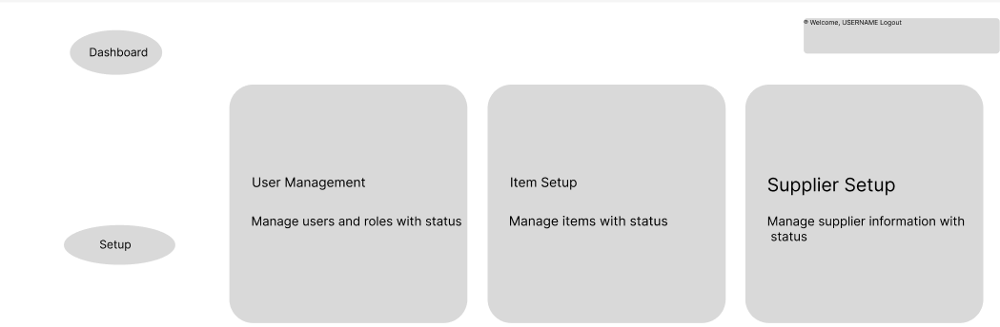 ® Welcome, USERNAME Logout
Dashboard
User Management
Manage users and roles with status
Item Setup
Manage items with status
Supplier Setup
Manage supplier information with
status
Setup